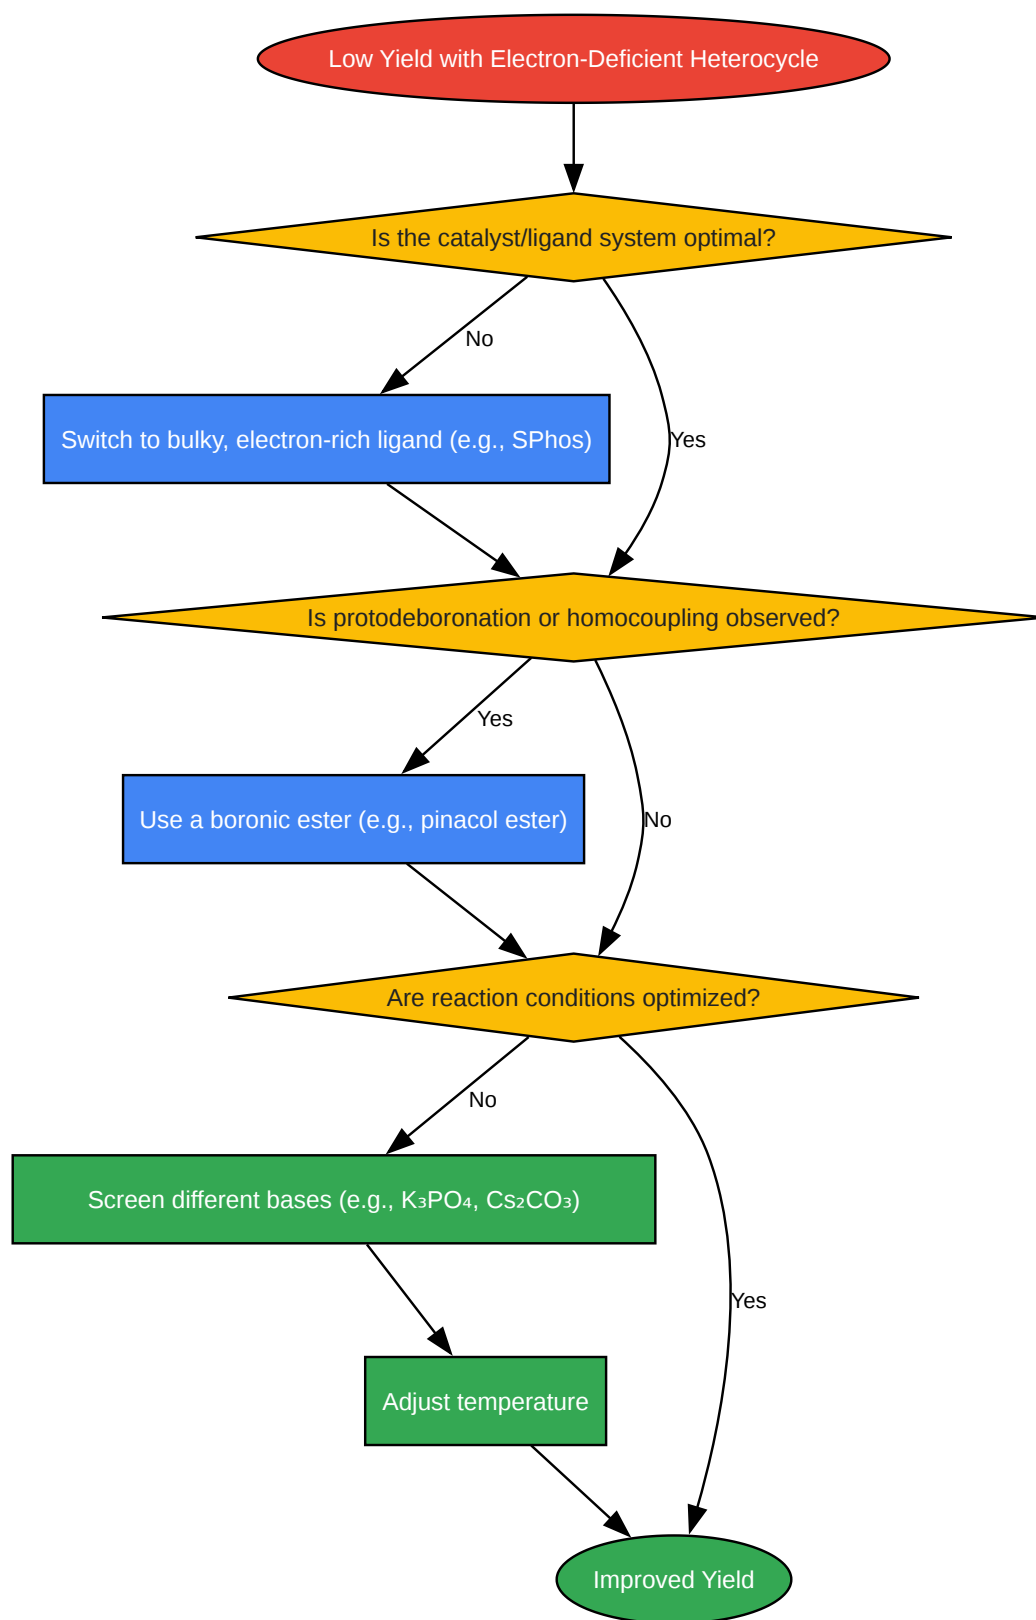 Low Yield with Electron-Deficient Heterocycle
Is the catalyst/ligand system optimal?
No
Switch to bulky, electron-rich ligand (e.g., SPhos)
Yes
Is protodeboronation or homocoupling observed?
Yes
Use a boronic ester (e.g., pinacol ester)
No
Are reaction conditions optimized?
No
Screen different bases (e.g., K₃PO₄, Cs₂CO₃)
Yes
Adjust temperature
Improved Yield